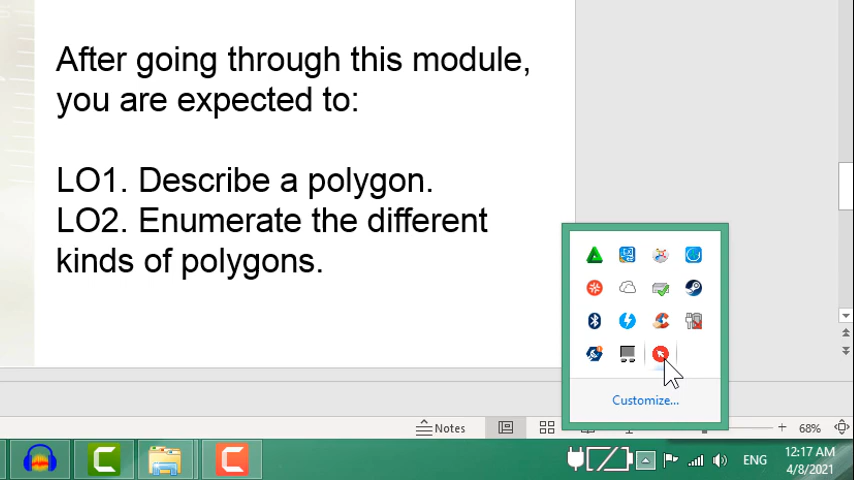 After going through this module,
you are expected to:
LO1. Describe a polygon.
LO2. Enumerate the different
kinds of polygons.
Customize...
Notes
68%
ENG
12:17 AM
4/8/2021